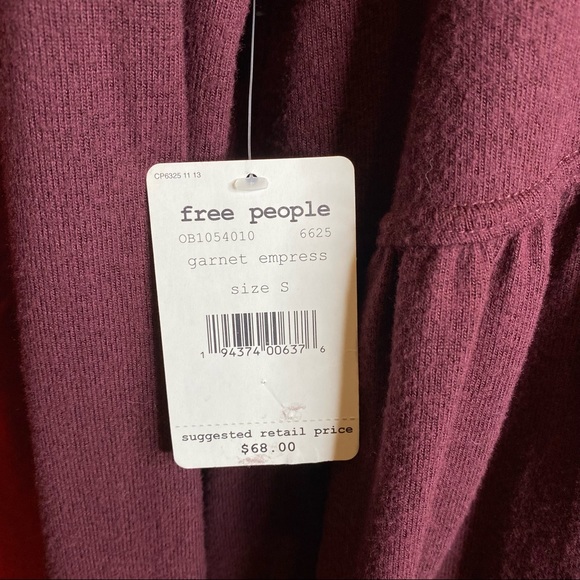 CP6325 11 13
free people
OB1054010 6625
garnet empress
size S
1 94374 00637 6
suggested retail price
$68.00